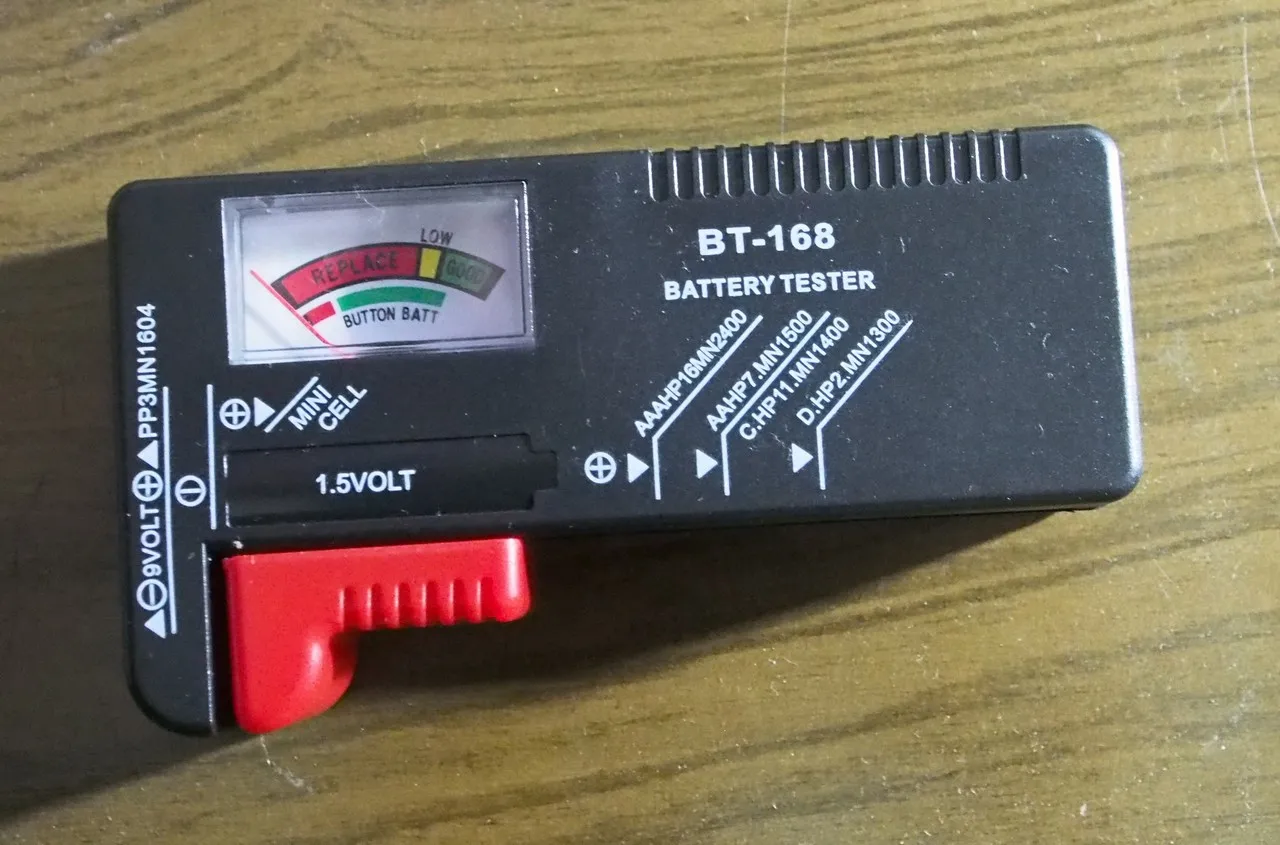 LOW
REPLACE
GOOD
BUTTON BATT
BT-168
BATTERY TESTER
AAAHP16MN2400
AAHP7.MN1500
C.HP11.MN1400
D.HP2.MN1300
MINI
CELL
1.5VOLT
9VOLT PP3MN1604